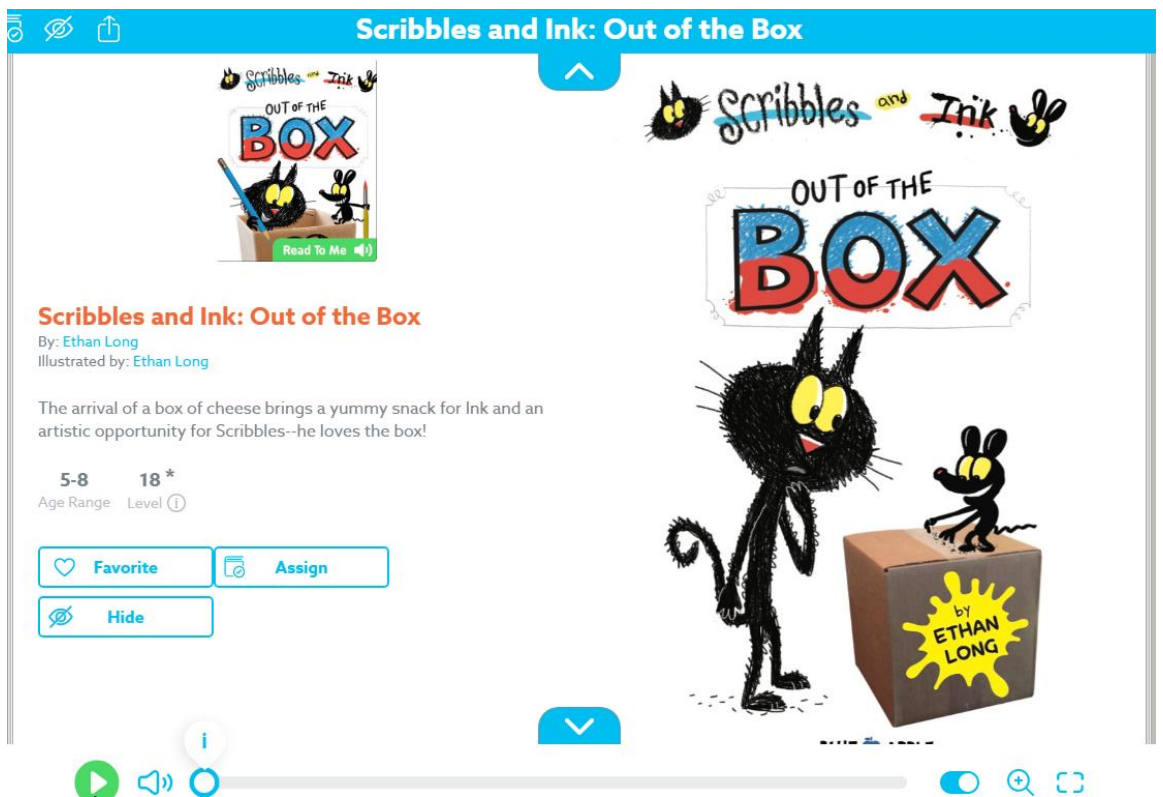 Scribbles and Ink: Out of the Box
Scribbles and Ink
OUT OF THE
BOX
Read To Me
Scribbles and Ink: Out of the Box
By: Ethan Long
Illustrated by: Ethan Long
The arrival of a box of cheese brings a yummy snack for Ink and an
artistic opportunity for Scribbles--he loves the box!
5-8 18 *
Age Range Level i
Favorite Assign
Hide
Scribbles and Ink
OUT OF THE
BOX
by
ETHAN
LONG
i